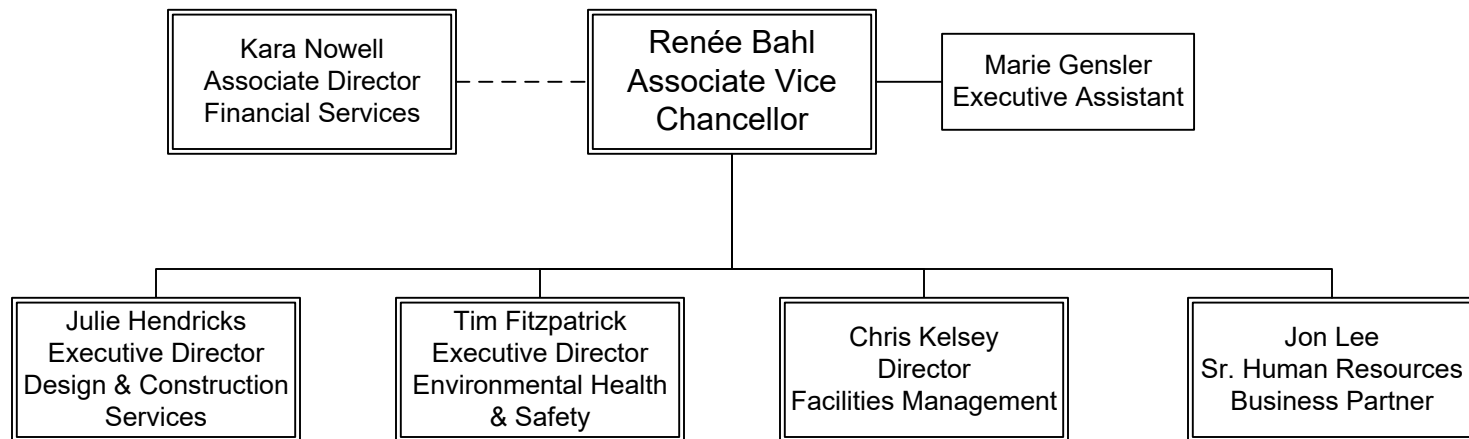 Kara Nowell
Associate Director
Financial Services
Renée Bahl
Associate Vice
Chancellor
Marie Gensler
Executive Assistant
Julie Hendricks
Executive Director
Design & Construction
Services
Tim Fitzpatrick
Executive Director
Environmental Health
& Safety
Chris Kelsey
Director
Facilities Management
Jon Lee
Sr. Human Resources
Business Partner